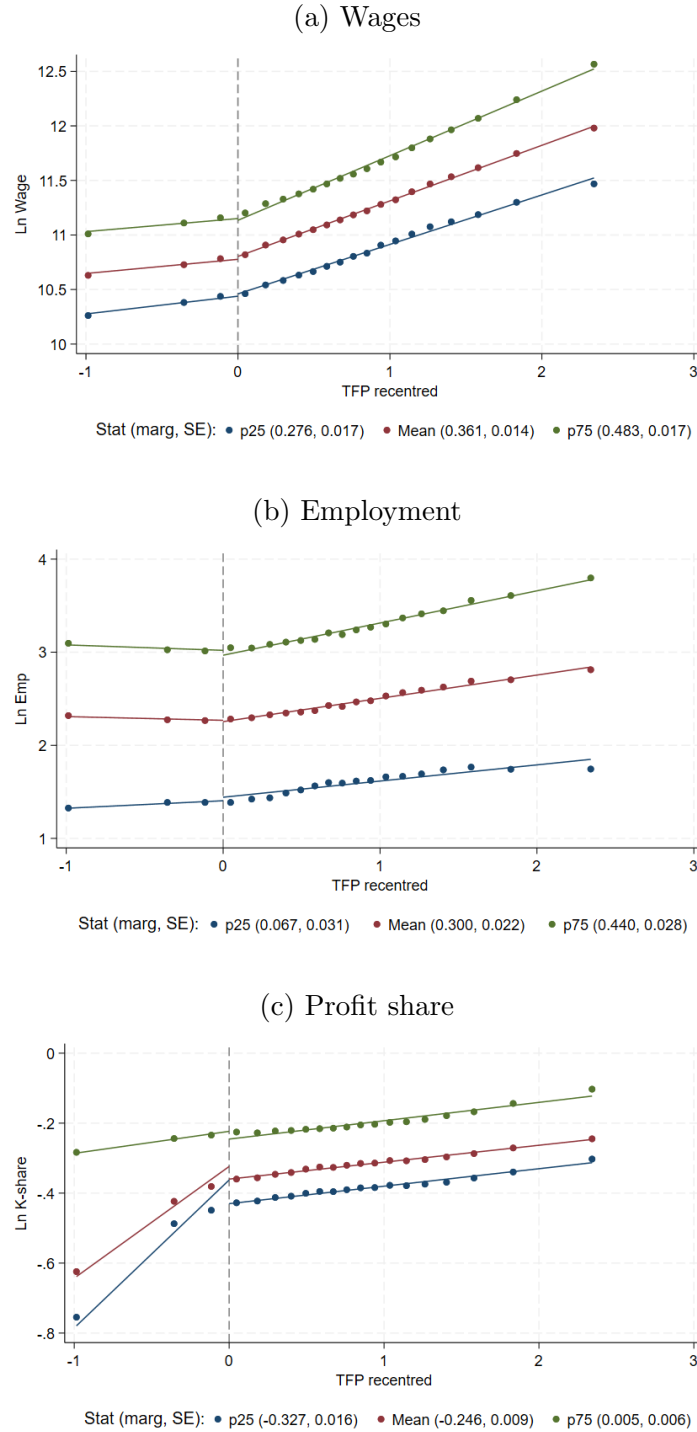 (a) Wages
12.5
12
11.5
11
10.5
10
Ln Wage
-1 0 1 2 3
TFP recentred
Stat (marg, SE): p25 (0.276, 0.017) Mean (0.361, 0.014) p75 (0.483, 0.017)
(b) Employment
4
3
2
1
Ln Emp
-1 0 1 2 3
TFP recentred
Stat (marg, SE): p25 (0.067, 0.031) Mean (0.300, 0.022) p75 (0.440, 0.028)
(c) Profit share
0
-.2
-.4
-.6
-.8
Ln K-share
-1 0 1 2 3
TFP recentred
Stat (marg, SE): p25 (-0.327, 0.016) Mean (-0.246, 0.009) p75 (0.005, 0.006)